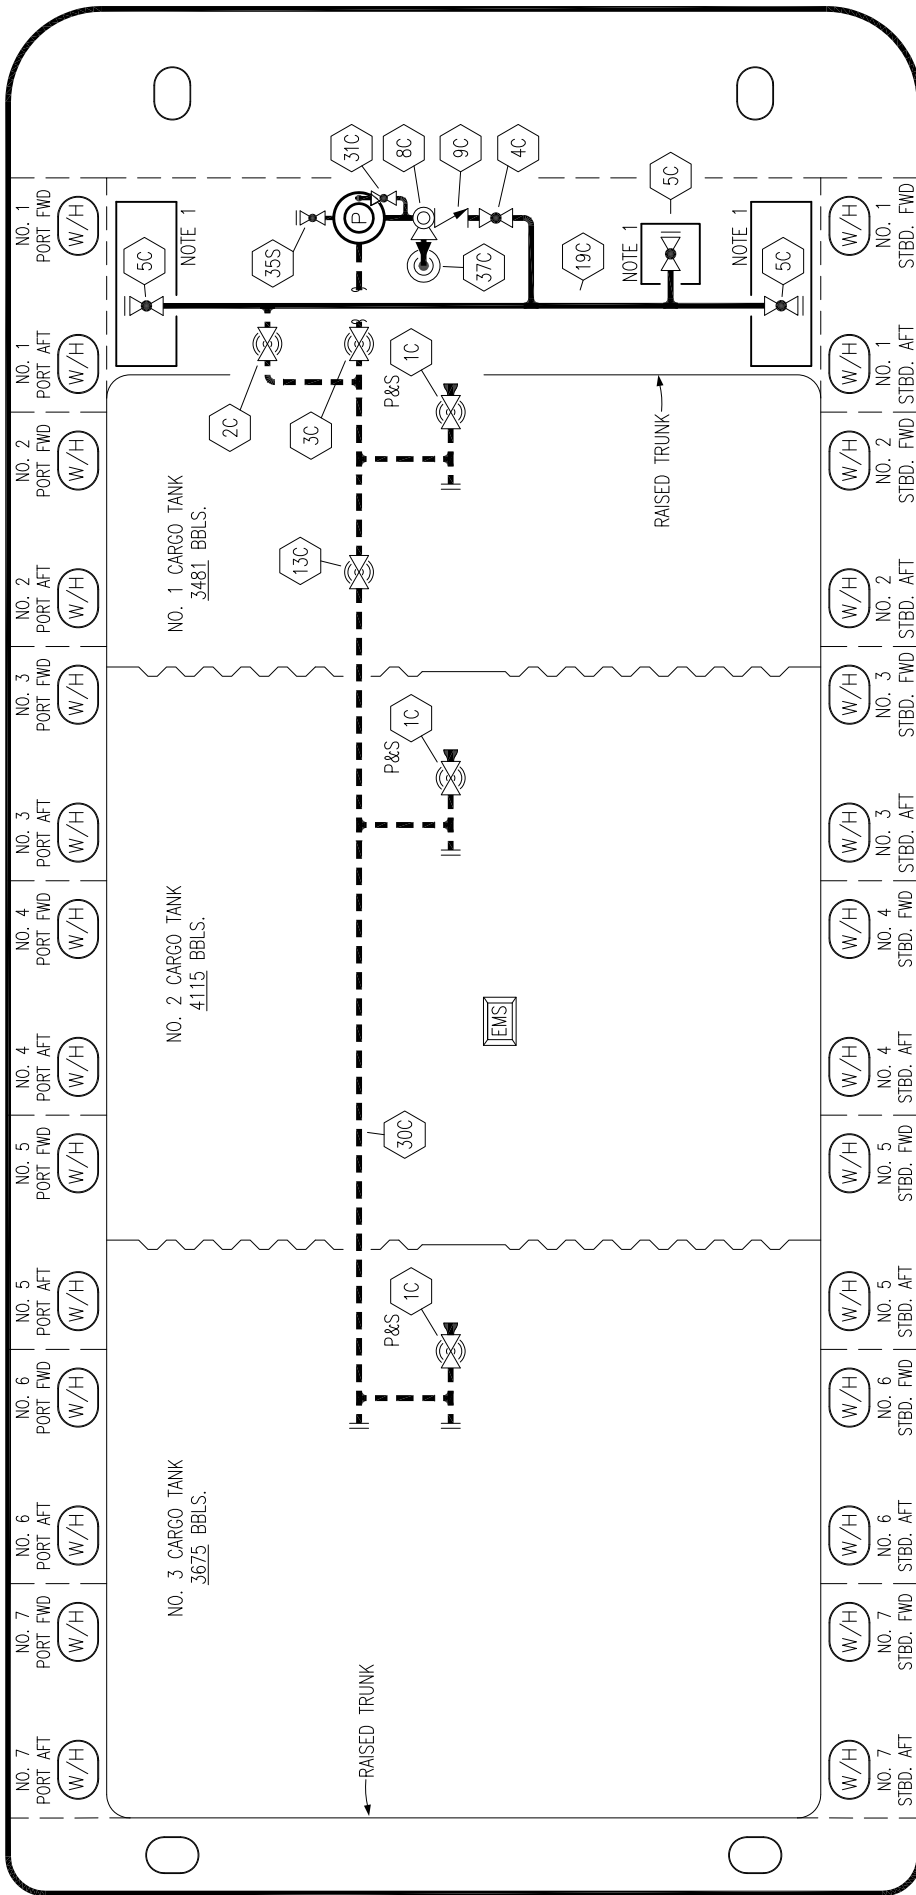 NO. 7
PORT AFT
W/H
NO. 7
PORT FWD
W/H
NO. 6
PORT AFT
W/H
NO. 6
PORT FWD
W/H
NO. 5
PORT AFT
W/H
NO. 5
PORT FWD
W/H
NO. 4
PORT AFT
W/H
NO. 4
PORT FWD
W/H
NO. 3
PORT AFT
W/H
NO. 3
PORT FWD
W/H
NO. 2
PORT AFT
W/H
NO. 2
PORT FWD
W/H
NO. 1
PORT AFT
W/H
NO. 1
PORT FWD
W/H
NO. 3 CARGO TANK
3675 BBLS.
NO. 2 CARGO TANK
4115 BBLS.
NO. 1 CARGO TANK
3481 BBLS.
5C
NOTE 1
2C
35S
3C
13C
31C
P
8C
9C
4C
37C
RAISED TRUNK
P&S
1C
P&S
1C
P&S
1C
30C
EMS
19C
NOTE 1
5C
RAISED TRUNK
NOTE 1
5C
W/H
NO. 7
STBD. AFT
W/H
NO. 7
STBD. FWD
W/H
NO. 6
STBD. AFT
W/H
NO. 6
STBD. FWD
W/H
NO. 5
STBD. AFT
W/H
NO. 5
STBD. FWD
W/H
NO. 4
STBD. AFT
W/H
NO. 4
STBD. FWD
W/H
NO. 3
STBD. AFT
W/H
NO. 3
STBD. FWD
W/H
NO. 2
STBD. AFT
W/H
NO. 2
STBD. FWD
W/H
NO. 1
STBD. AFT
W/H
NO. 1
STBD. FWD